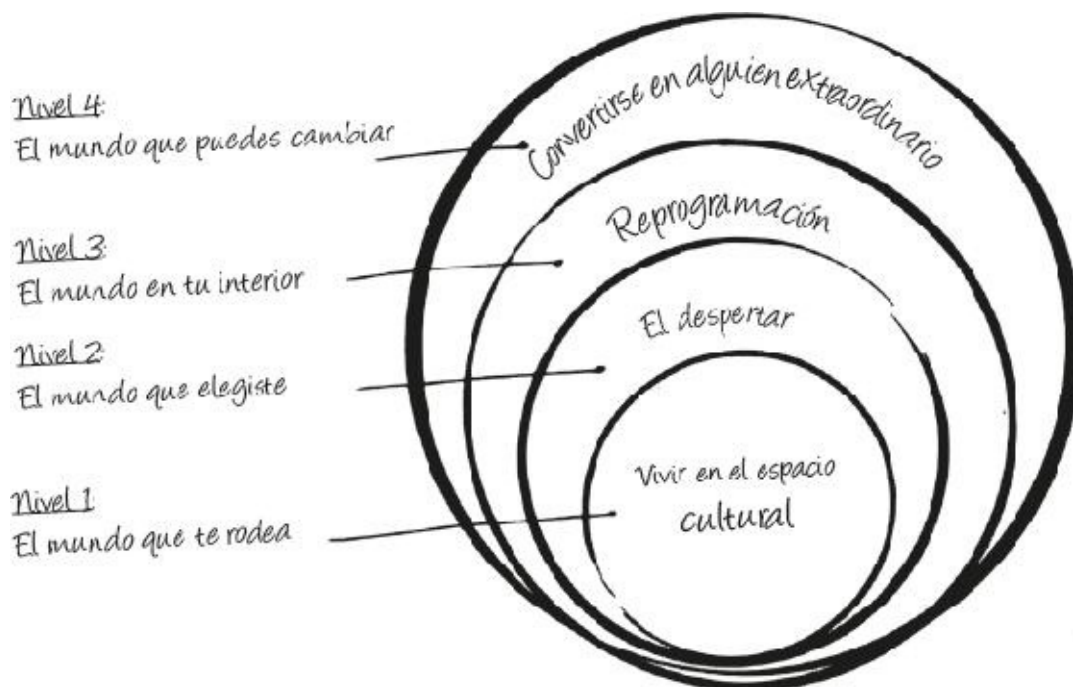 Nivel 4:
El mundo que puedes cambiar
Convertirse en alguien extraordinario
Nivel 3:
El mundo en tu interior
Reprogramación
Nivel 2:
El mundo que elegiste
El despertar
Nivel 1
El mundo que te rodea
Vivir en el espacio
cultural